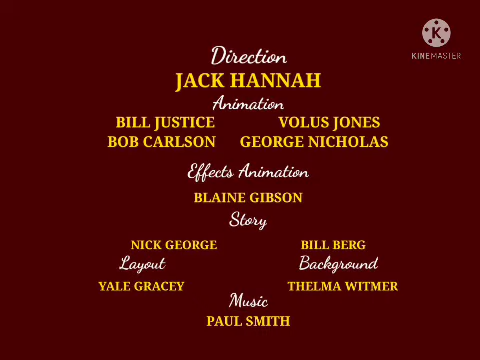 Direction
JACK HANNAH
Animation
BILL JUSTICE VOLUS JONES
BOB CARLSON GEORGE NICHOLAS
Effects Animation
BLAINE GIBSON
Story
NICK GEORGE BILL BERG
Layout Background
YALE GRACEY THELMA WITMER
Music
PAUL SMITH
K
KINEMASTER